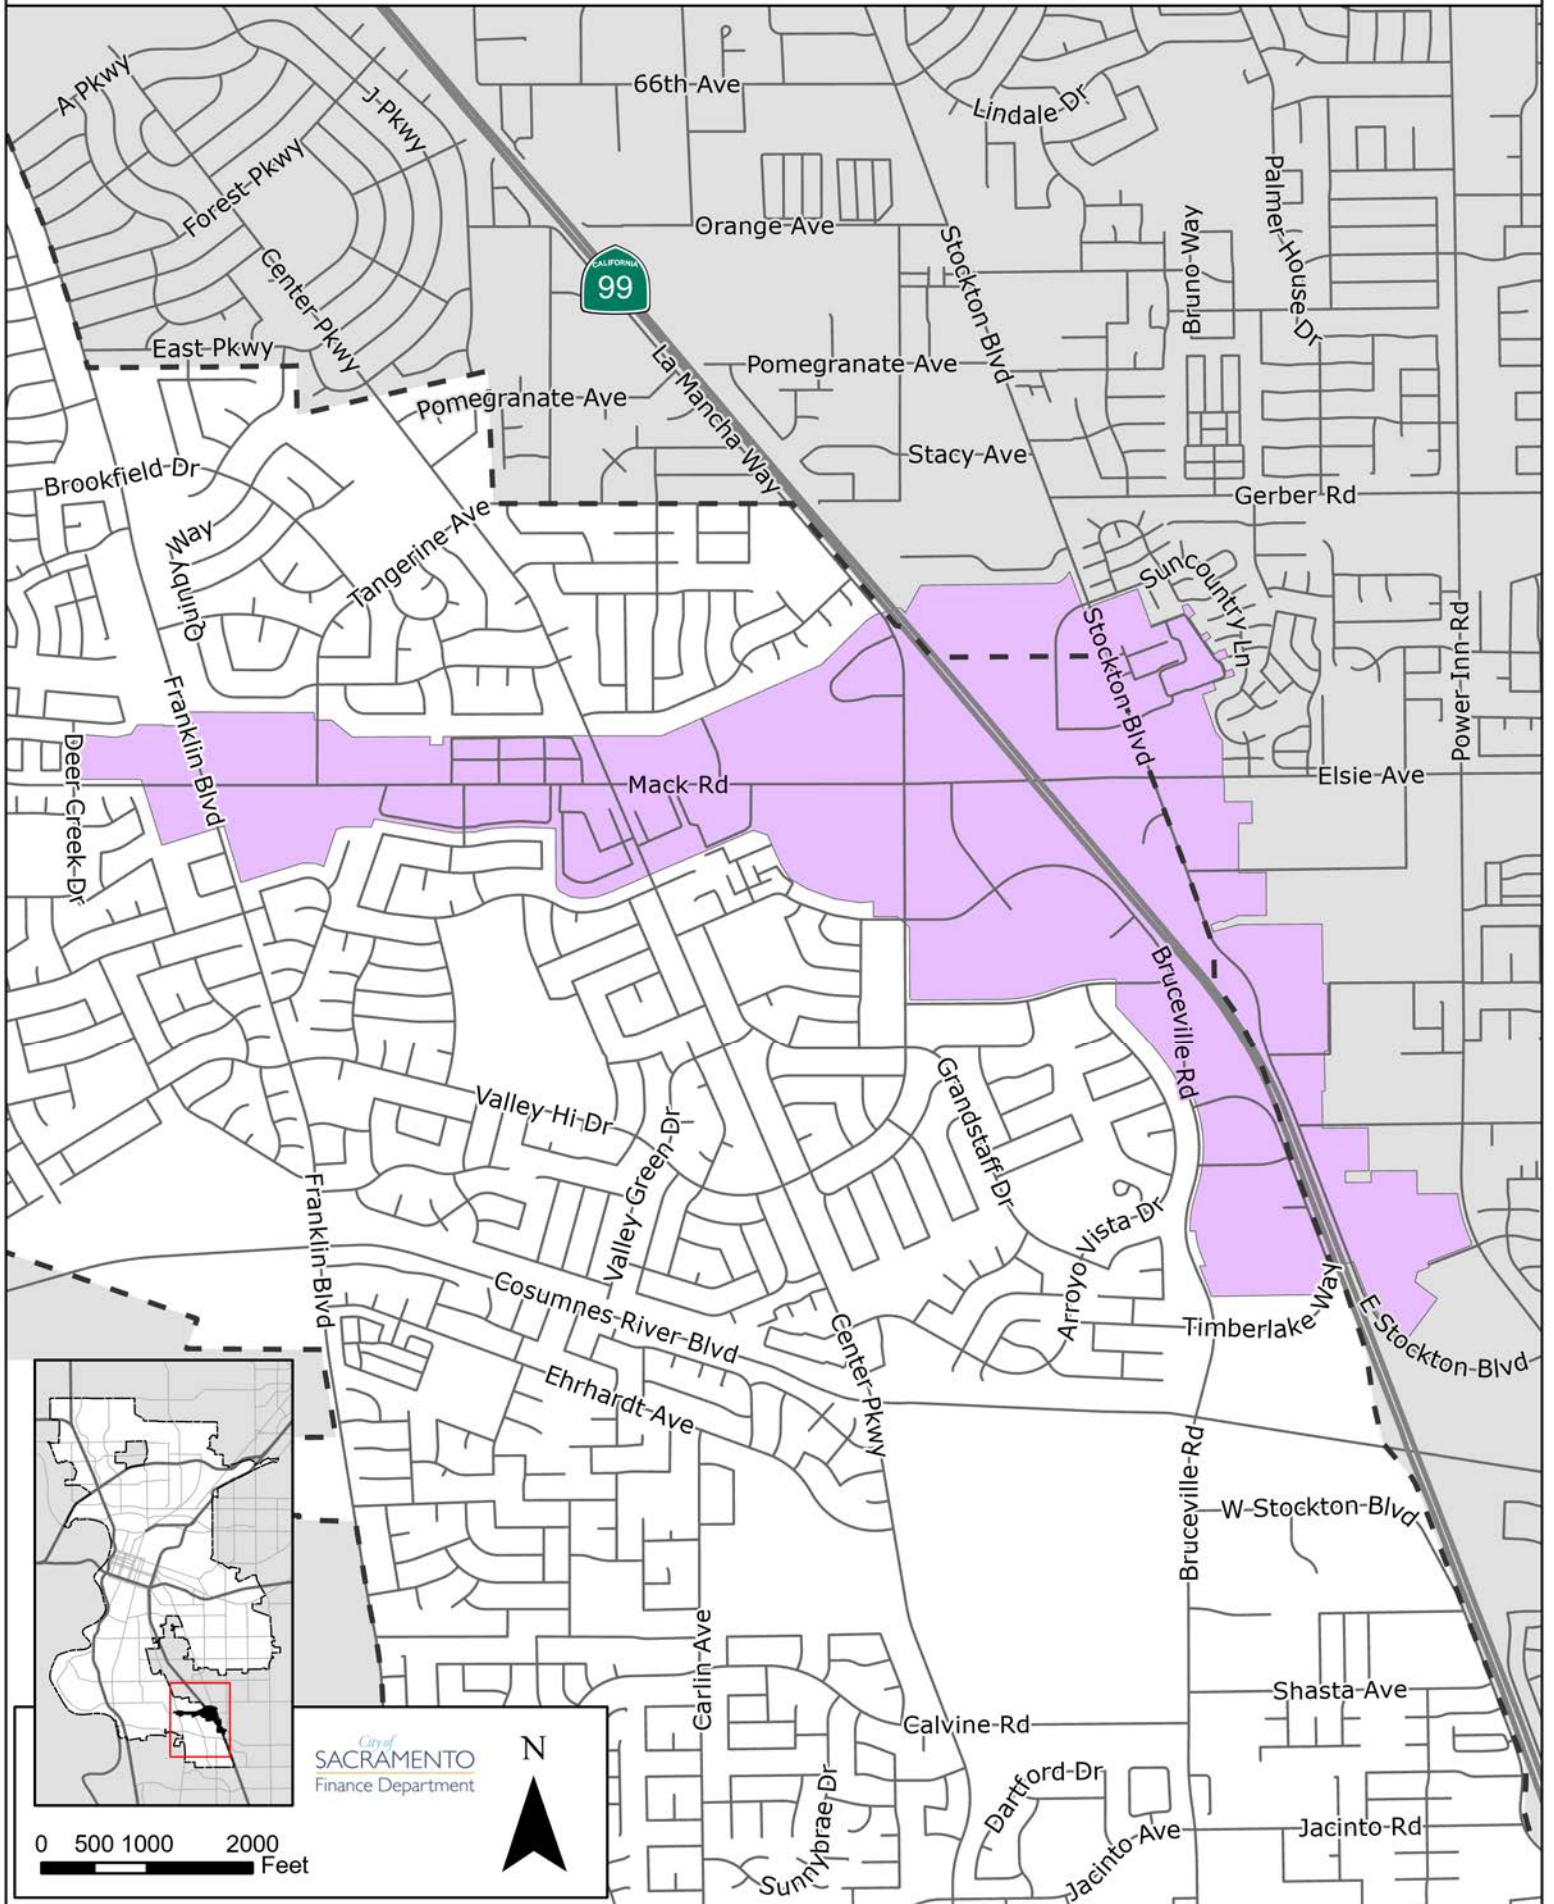 66th Ave
A Pkwy
J Pkwy
Lindale Dr
Forest Pkwy
Palmer House Dr
Orange Ave
Bruno Way
Stockton Blvd
Center Pkwy
CALIFORNIA
99
East Pkwy
La Mancha Way
Pomegranate Ave
Pomegranate Ave
Stacy Ave
Brookfield Dr
Gerber Rd
Tangerine Ave
Quinby Way
Suncountry Ln
Stockton Blvd
Power Inn Rd
Franklin Blvd
Deer Creek Dr
Mack Rd
Elsie Ave
Bruceville Rd
Valley Hi Dr
Grandstaff Dr
Valley Green Dr
Franklin Blvd
Arroyo Vista Dr
Cosumnes River Blvd
Center Pkwy
Timberlake Way
E Stockton Blvd
Ehrhardt Ave
Bruceville Rd
W Stockton Blvd
Carlin Ave
Shasta Ave
Calvine Rd
Sunnybrae Dr
Dartford Dr
Jacinto Ave
Jacinto Rd
City of
SACRAMENTO
Finance Department
N
0 500 1000 2000
Feet